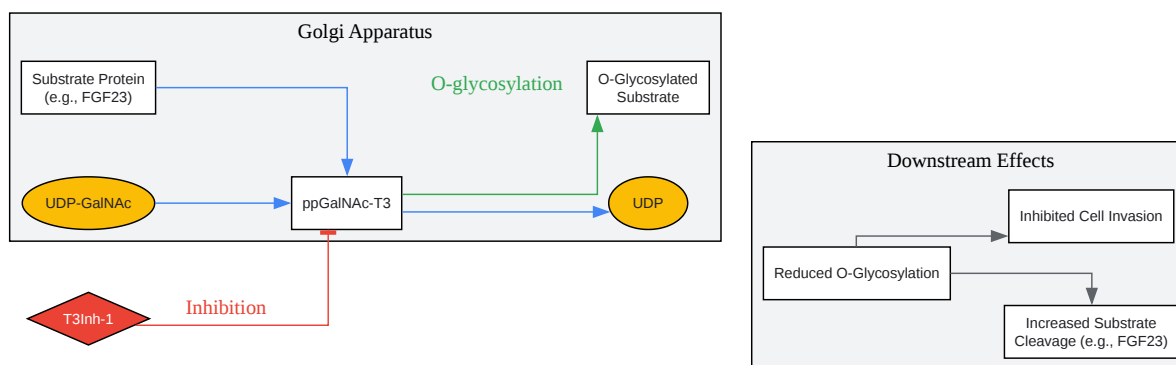 Golgi Apparatus
Substrate Protein
(e.g., FGF23)
O-glycosylation
O-Glycosylated
Substrate
UDP-GalNAc
ppGalNAc-T3
UDP
T3Inh-1
Inhibition
Downstream Effects
Inhibited Cell Invasion
Reduced O-Glycosylation
Increased Substrate
Cleavage (e.g., FGF23)